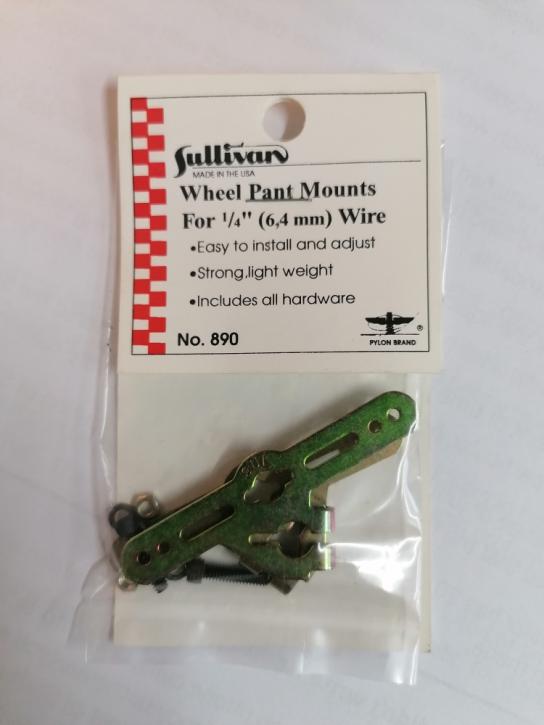 Sullivan
MADE IN THE USA
Wheel Pant Mounts
For 1/4" (6,4 mm) Wire
•Easy to install and adjust
•Strong,light weight
•Includes all hardware
No. 890
®
PYLON BRAND